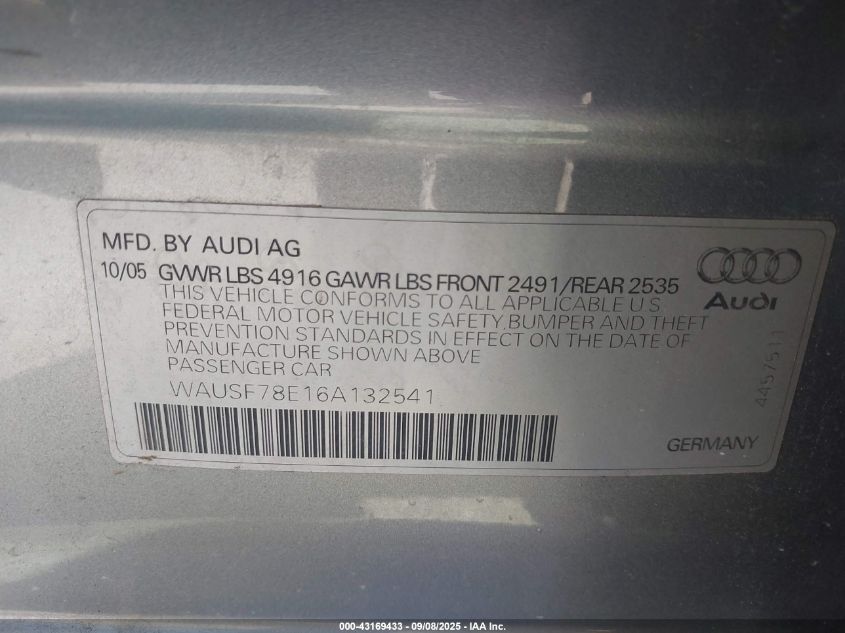 MFD. BY AUDI AG
10/05 GVWR LBS 4916 GAWR LBS FRONT 2491/REAR 2535
THIS VEHICLE CONFORMS TO ALL APPLICABLE U.S.
FEDERAL MOTOR VEHICLE SAFETY,BUMPER AND THEFT
PREVENTION STANDARDS IN EFFECT ON THE DATE OF
MANUFACTURE SHOWN ABOVE
PASSENGER CAR
WAUSF78E16A132541
Audi
4457511
GERMANY
000-43169433 - 09/08/2025 - IAA Inc.